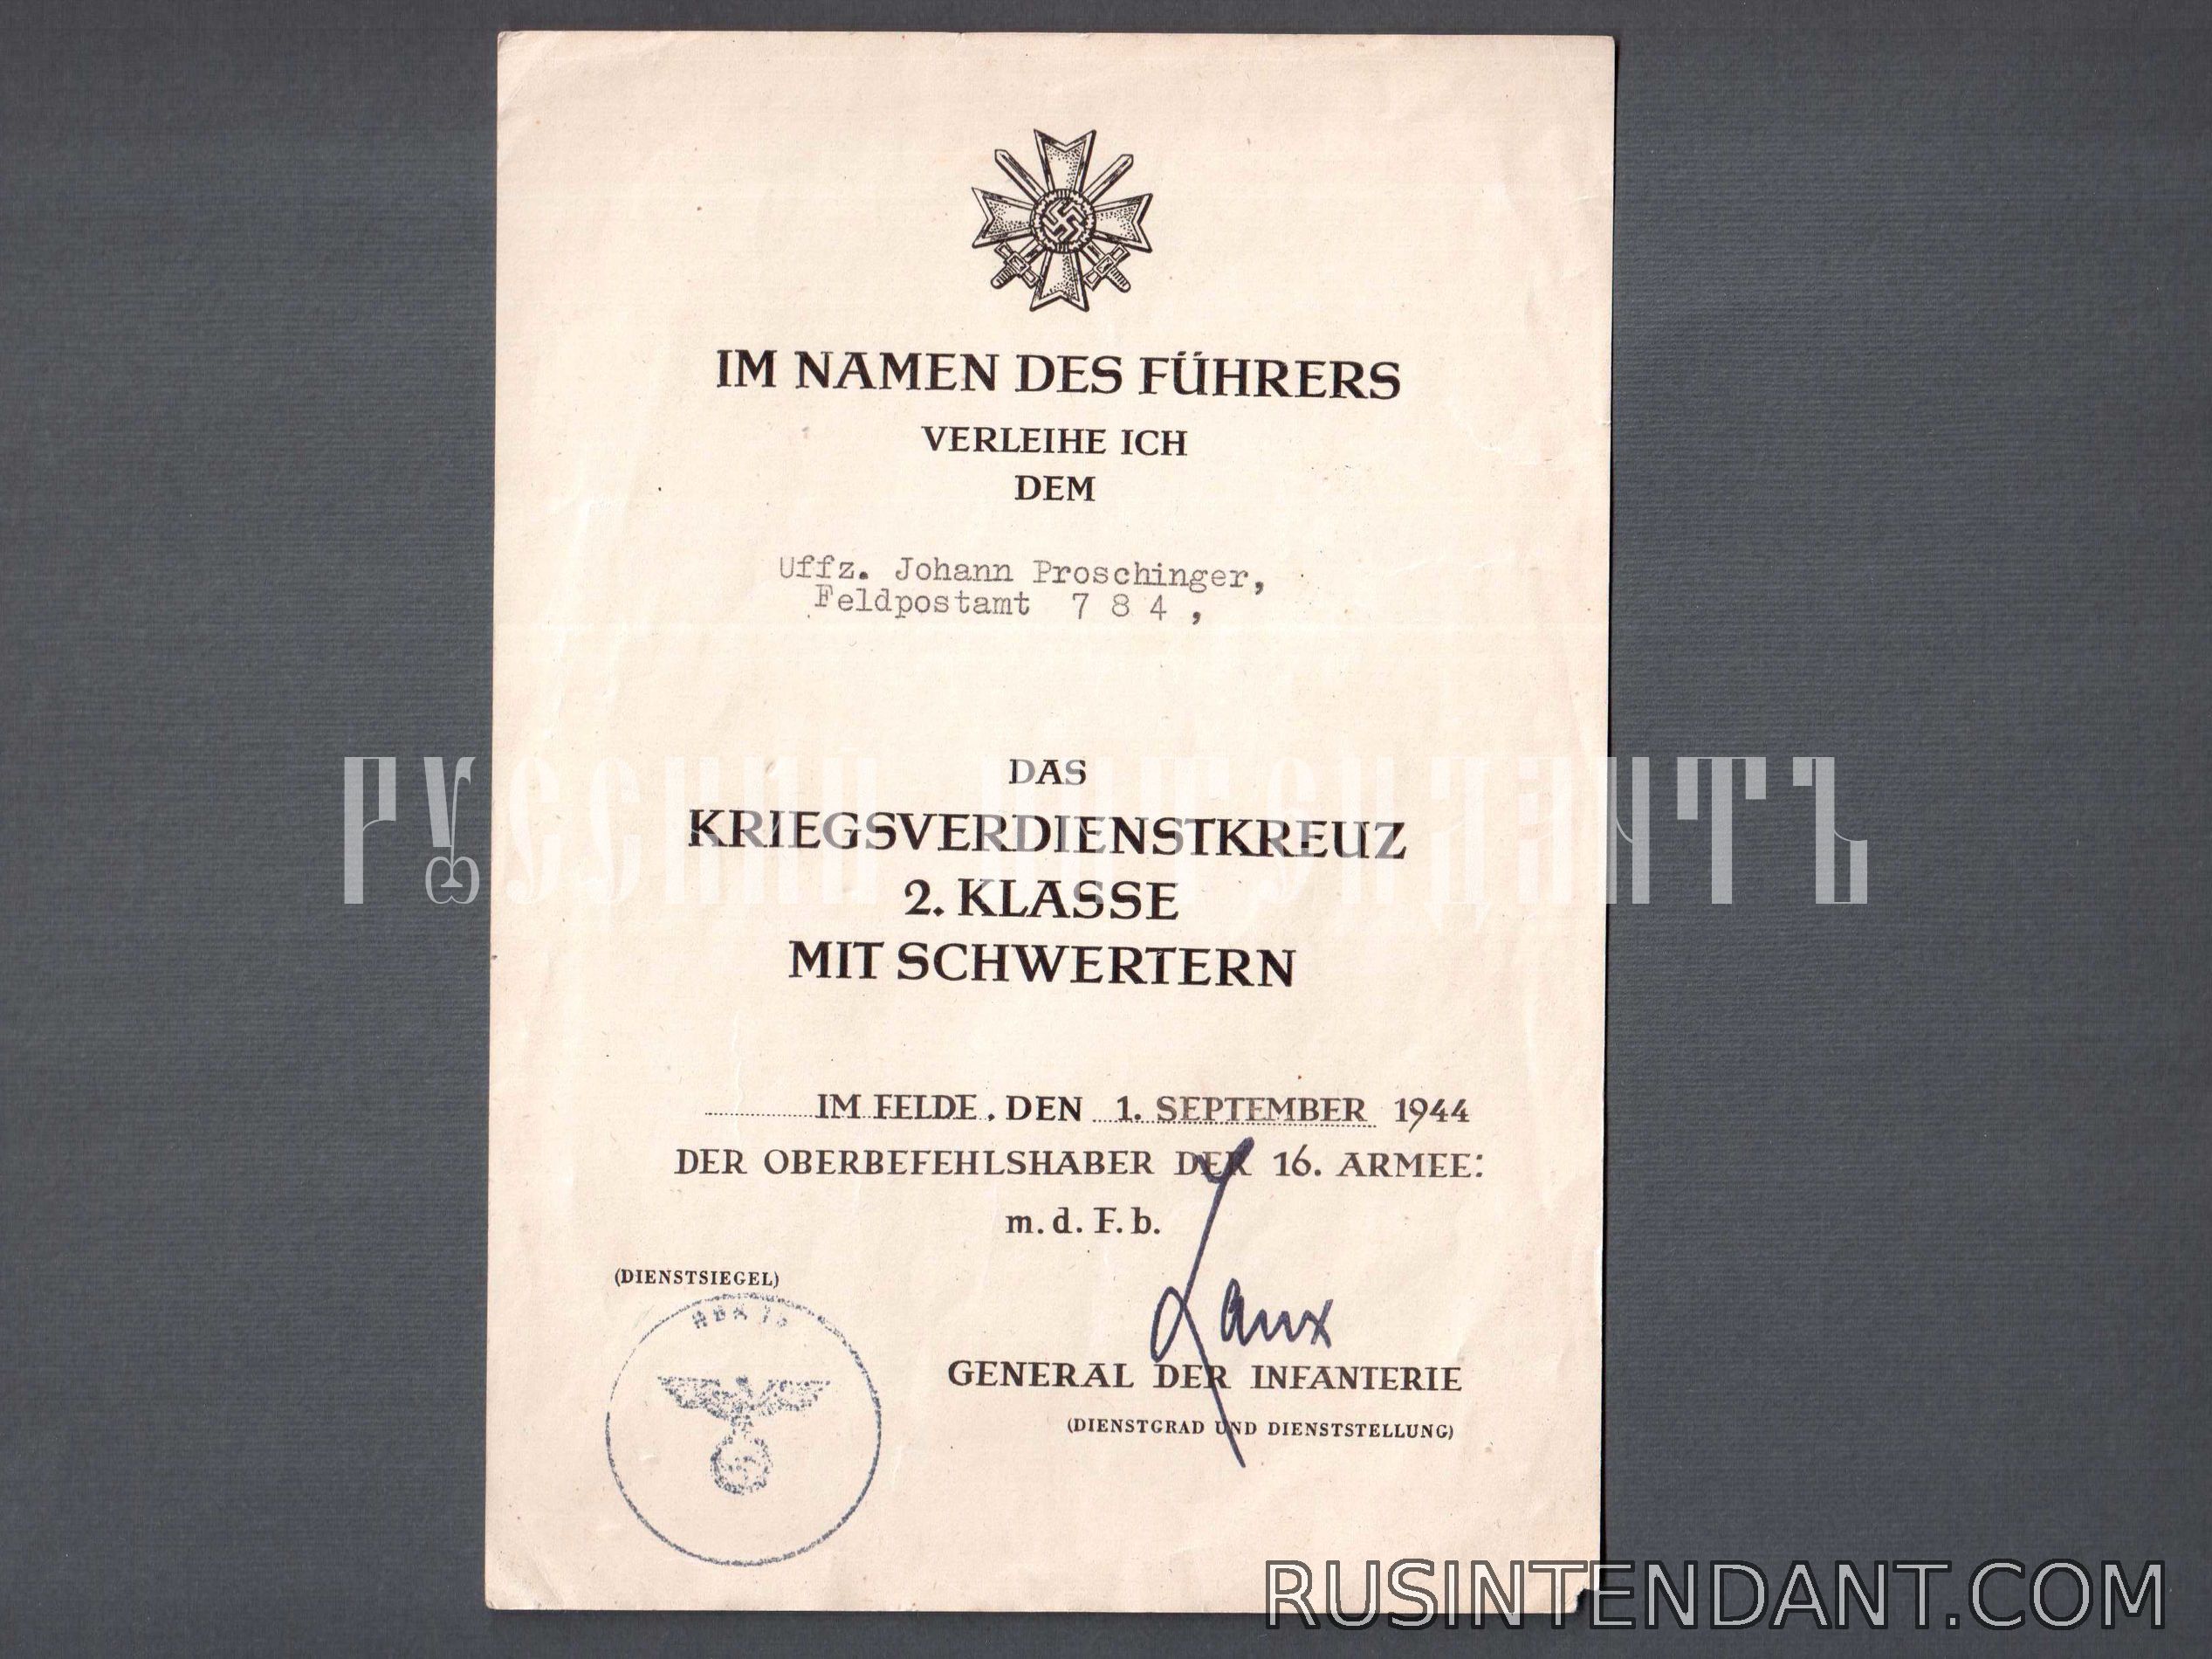 IM NAMEN DES FÜHRERS
VERLEIHE ICH
DEM
Uffz. Johann Proschinger,
Feldpostamt 7 8 4 ,
РУССКІЙ ИНТЕНДАНТЪ
DAS
KRIEGSVERDIENSTKREUZ
2. KLASSE
MIT SCHWERTERN
IM FELDE, DEN 1. SEPTEMBER 1944
DER OBERBEFEHLSHABER DER 16. ARMEE:
m. d. F. b.
(DIENSTSIEGEL)
Laux
GENERAL DER INFANTERIE
(DIENSTGRAD UND DIENSTSTELLUNG)
RUSINTENDANT.COM